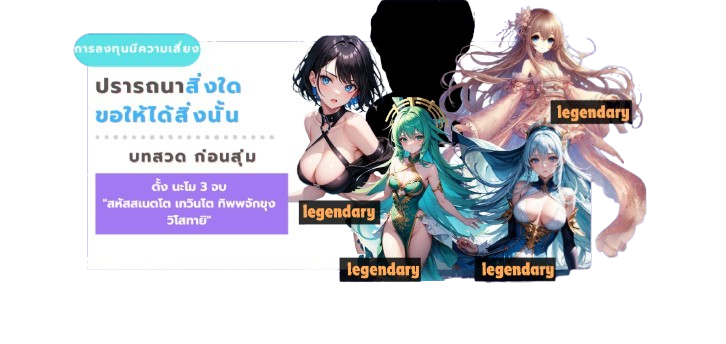 การลงทุนมีความเสี่ยง
ปรารถนาสิ่งใด
ขอให้ได้สิ่งนั้น
บทสวด ก่อนสุ่ม
ตั้ง นะโม 3 จบ
"สหัสสเนตโต เทวินโต ทิพพจักขุง
วิโสทายิ"
legendary
legendary
legendary
legendary